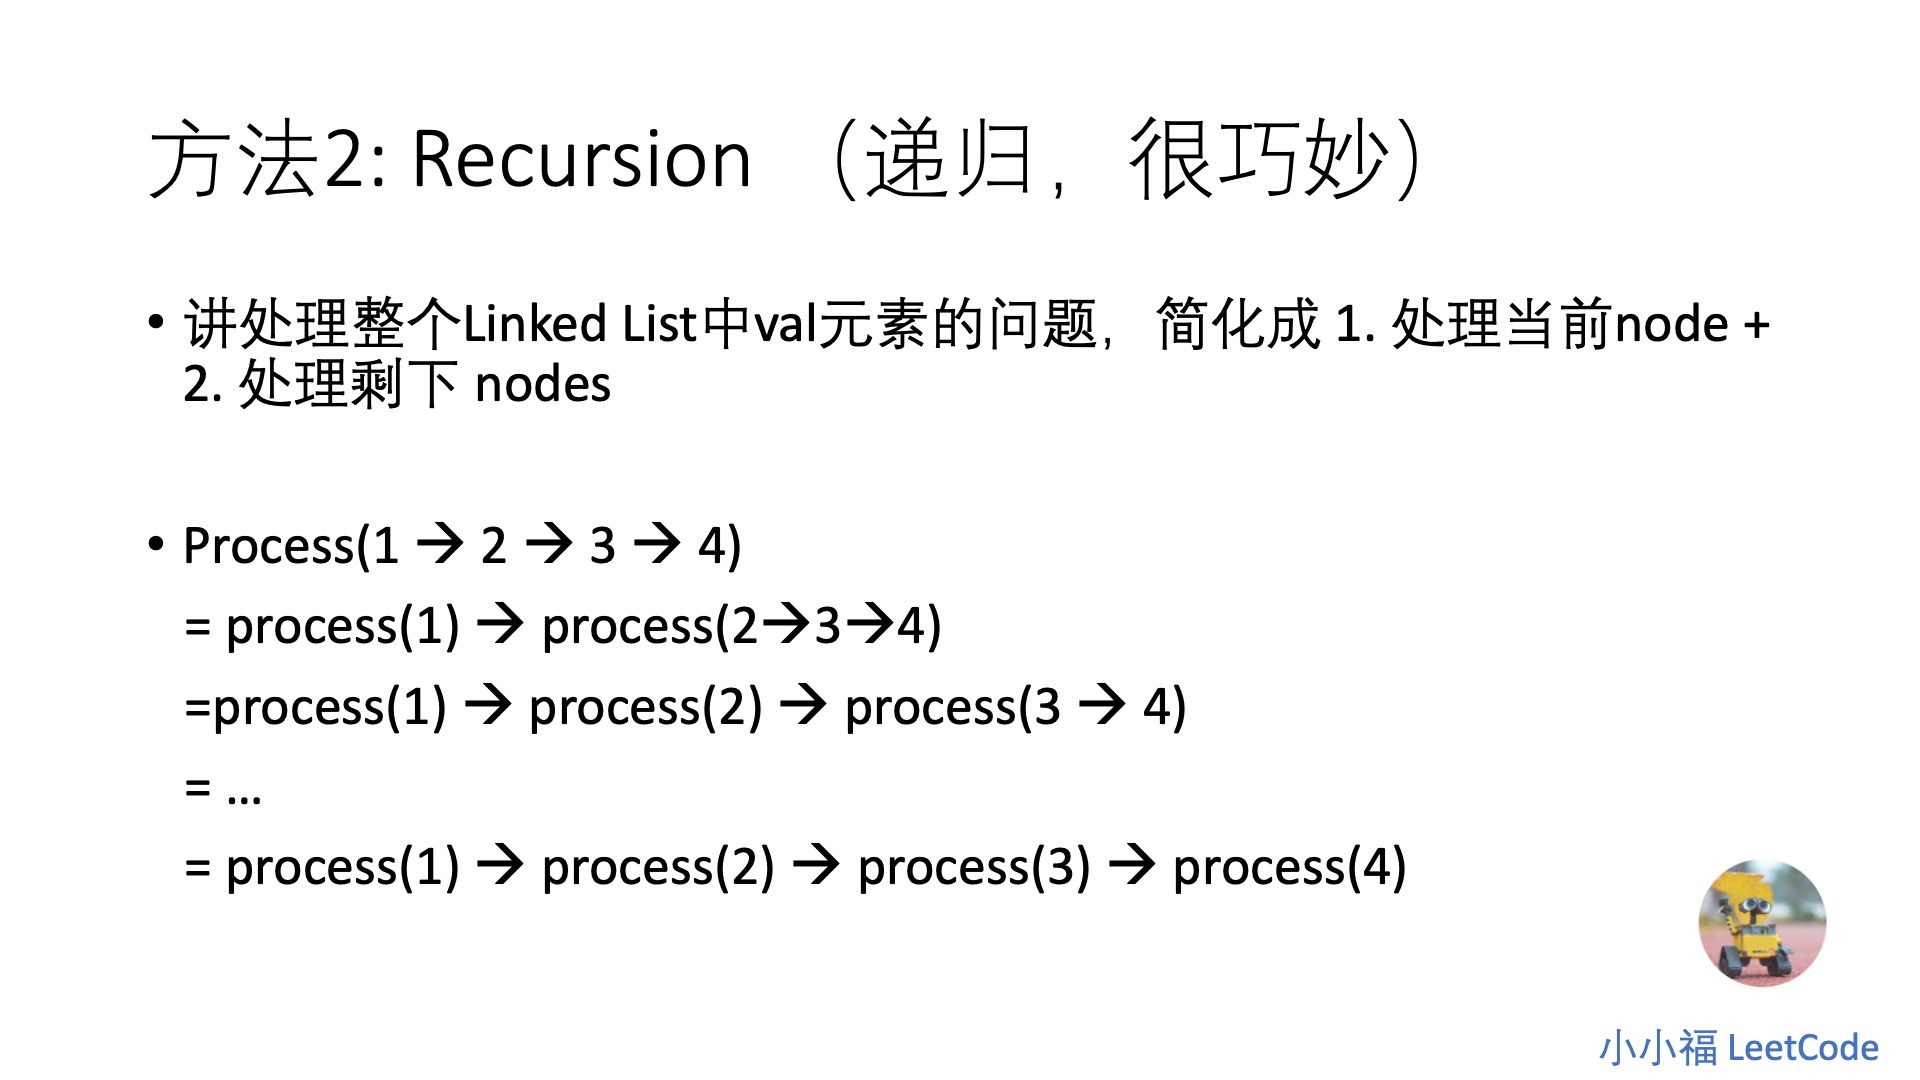 方法2: Recursion （递归，很巧妙）
• 讲处理整个Linked List中val元素的问题，简化成 1. 处理当前node +
2. 处理剩下 nodes
• Process(1 → 2 → 3 → 4)
= process(1) → process(2→3→4)
=process(1) → process(2) → process(3 → 4)
= …
= process(1) → process(2) → process(3) → process(4)
小小福 LeetCode